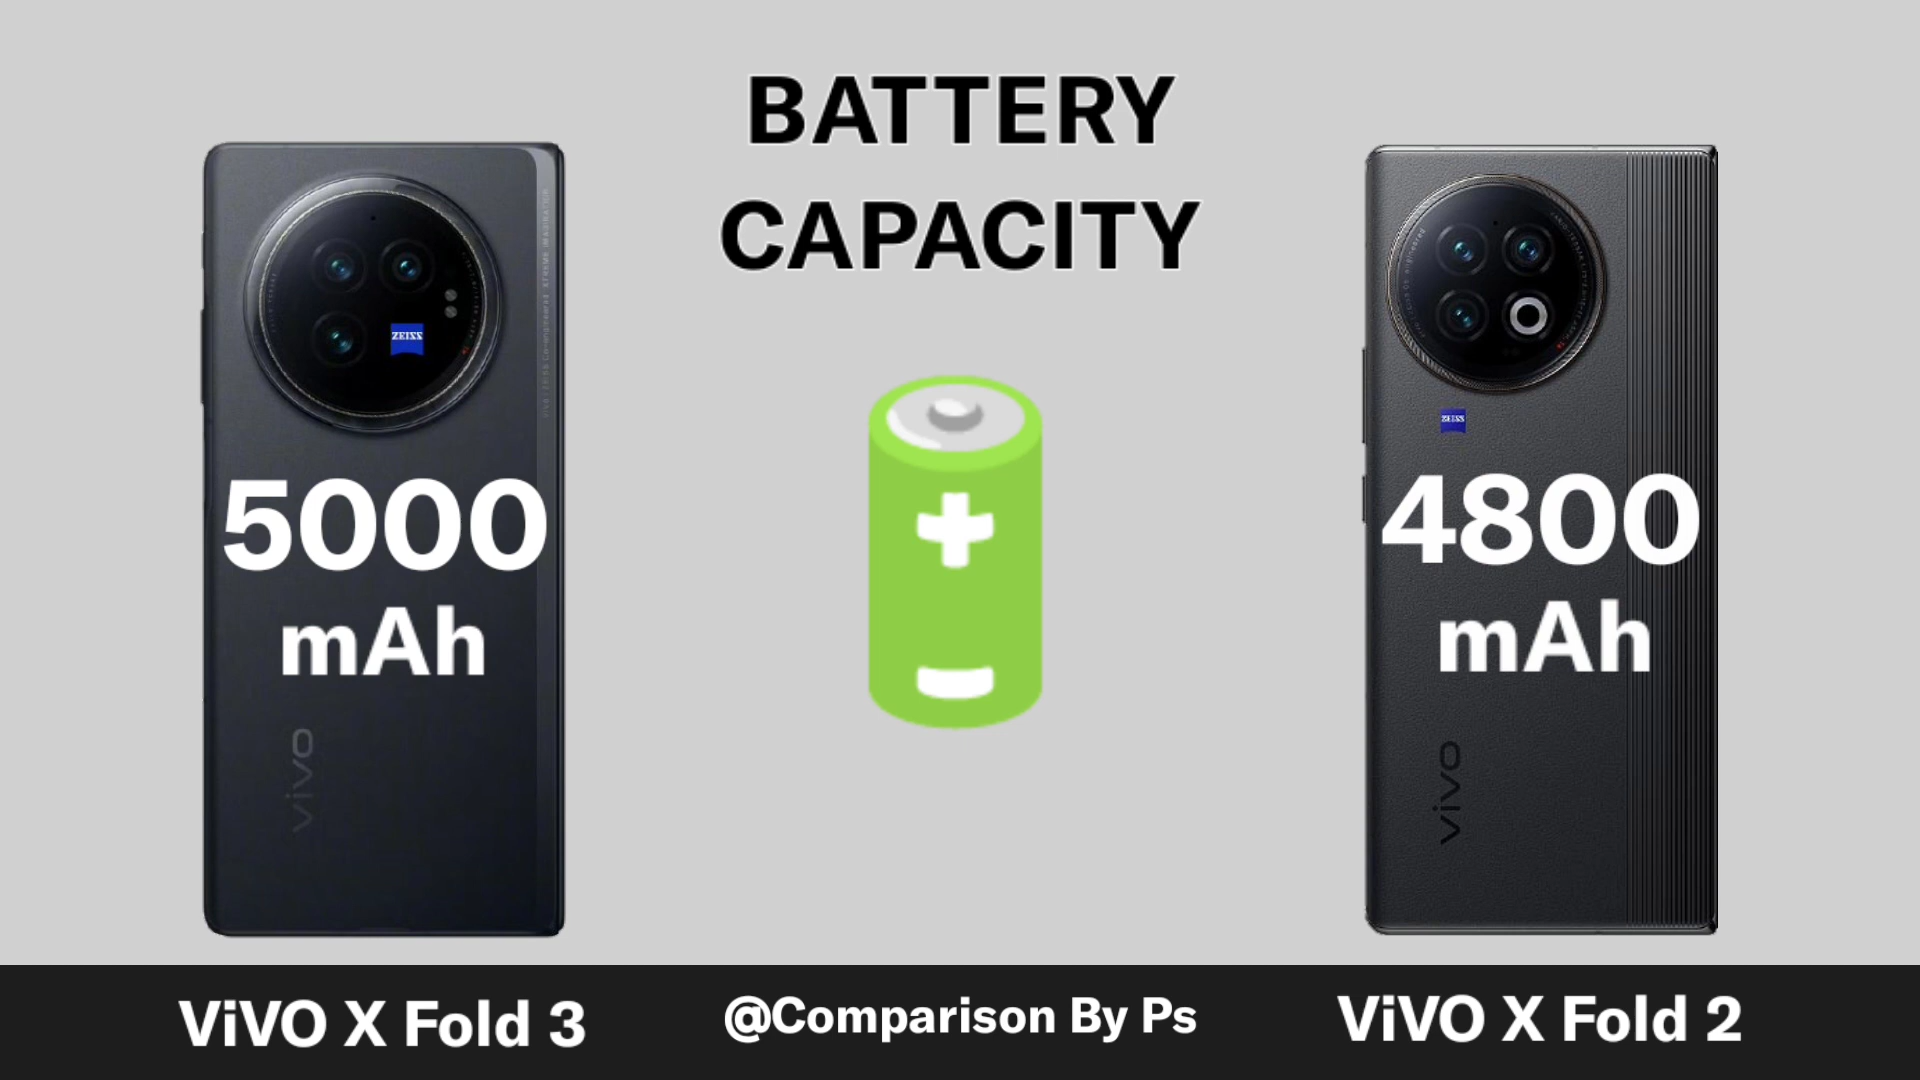 BATTERY
CAPACITY
ZEISS
5000
mAh
vivo
ZEISS
4800
mAh
vivo
ViVO X Fold 3
@Comparison By Ps
ViVO X Fold 2